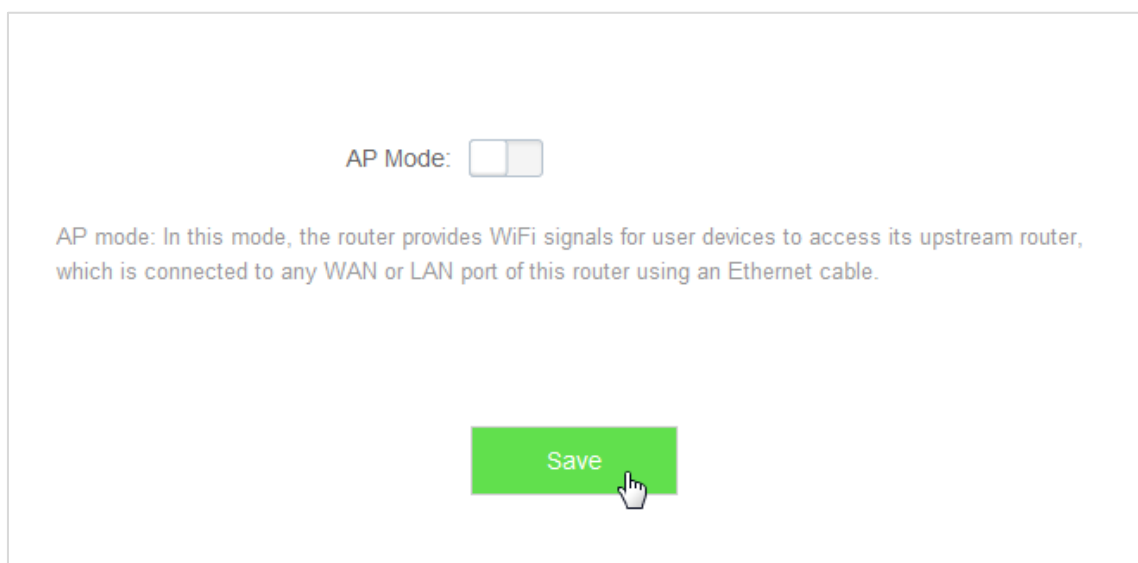 AP Mode:
AP mode: In this mode, the router provides WiFi signals for user devices to access its upstream router,
which is connected to any WAN or LAN port of this router using an Ethernet cable.
Save